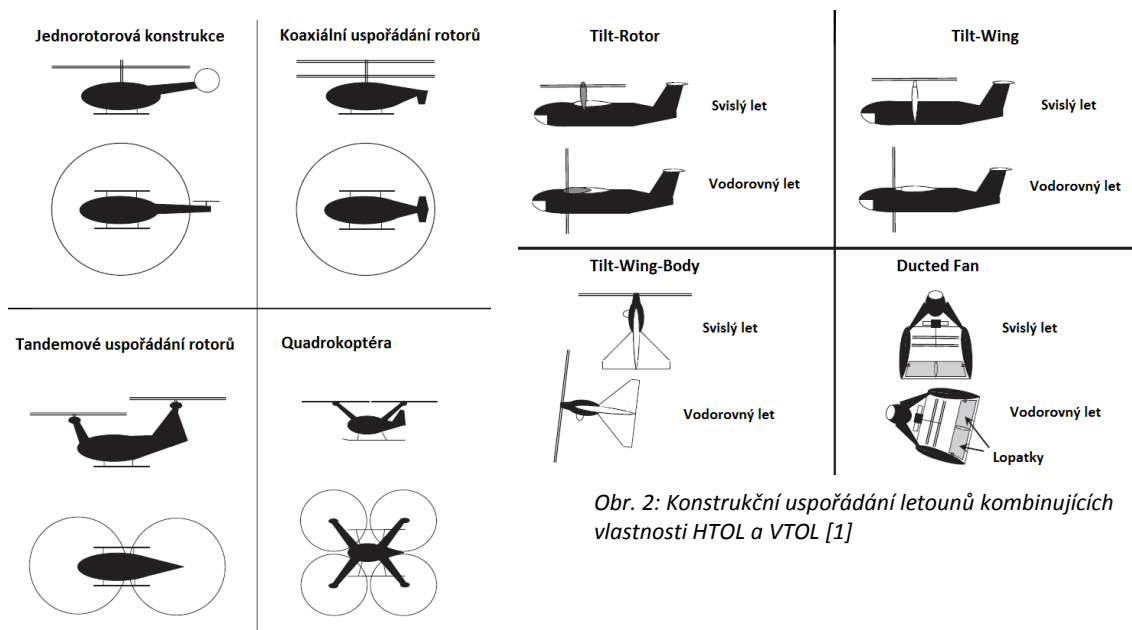 Jednorotorová konstrukce
Koaxiální uspořádání rotorů
Tandemové uspořádání rotorů
Quadrokoptéra
Tilt-Rotor
Svislý let
Vodorovný let
Tilt-Wing
Svislý let
Vodorovný let
Tilt-Wing-Body
Svislý let
Vodorovný let
Ducted Fan
Svislý let
Vodorovný let
Lopatky
Obr. 2: Konstrukční uspořádání letounů kombinujících
vlastnosti HTOL a VTOL [1]